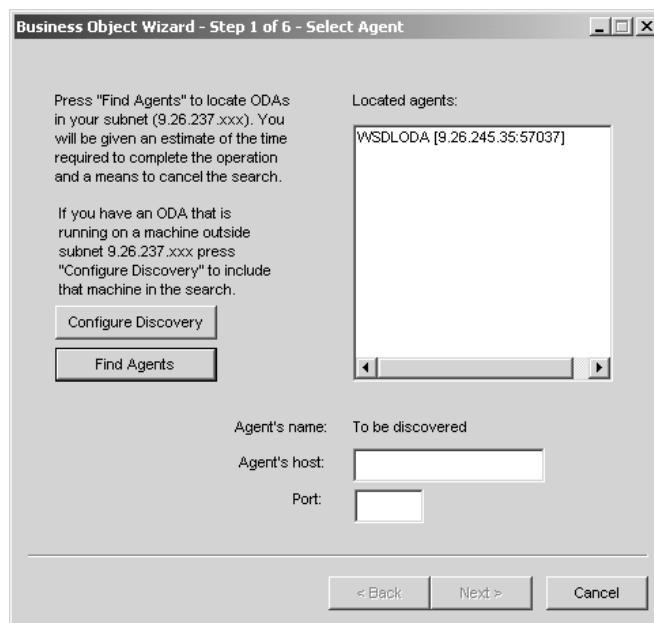 Business Object Wizard - Step 1 of 6 - Select Agent
Press "Find Agents" to locate ODAs
in your subnet (9.26.237.xxx). You
will be given an estimate of the time
required to complete the operation
and a means to cancel the search.
If you have an ODA that is
running on a machine outside
subnet 9.26.237.xxx press
"Configure Discovery" to include
that machine in the search.
Configure Discovery
Find Agents
Located agents:
WSDLODA [9.26.245.35:57037]
Agent's name: To be discovered
Agent's host:
Port:
< Back
Next >
Cancel